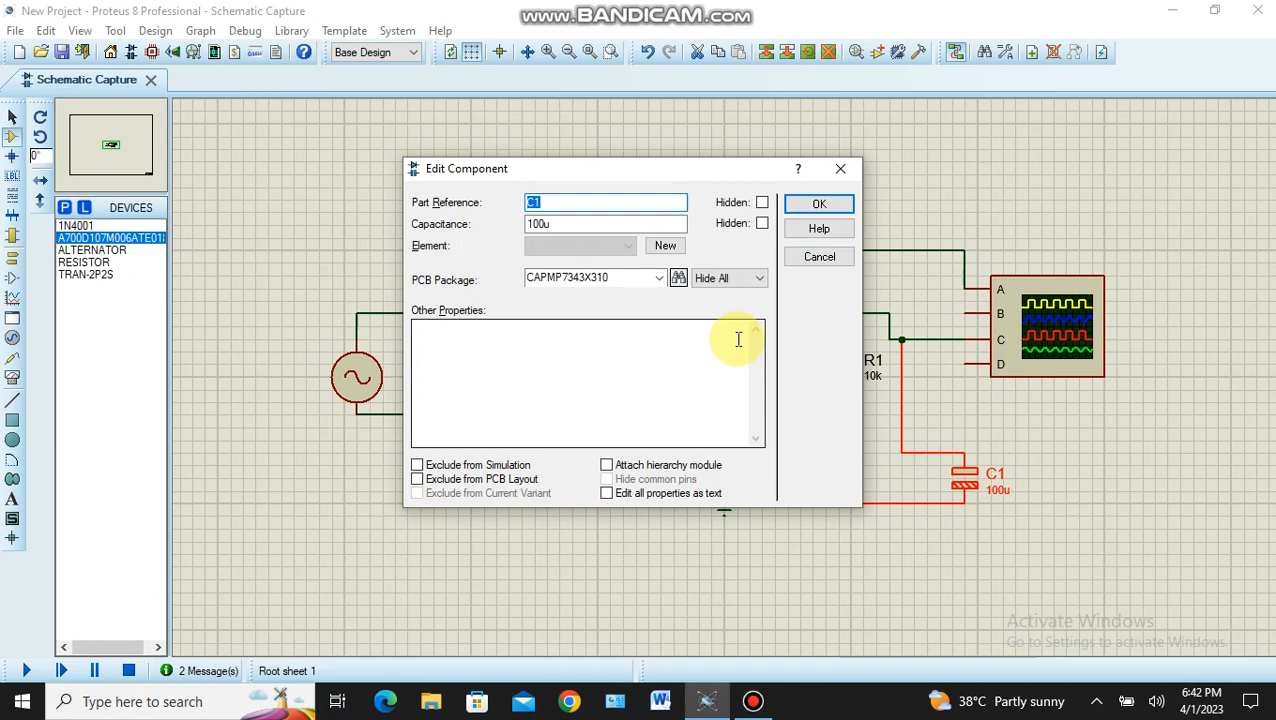 New Project - Proteus 8 Professional - Schematic Capture
www.BANDICAM.com
File Edit View Tool Design Graph Debug Library Template System Help
Base Design
Schematic Capture
0°
P L DEVICES
1N4001
A700D107M006ATE018
ALTERNATOR
RESISTOR
TRAN-2P2S
Edit Component
?
Part Reference: C1 Hidden: OK
Capacitance: 100u Hidden: Help
Element: New
Cancel
PCB Package: CAPMP7343X310 Hide All
Other Properties:
Exclude from Simulation Attach hierarchy module
Exclude from PCB Layout Hide common pins
Exclude from Current Variant Edit all properties as text
A
B
C
D
R1
10k
C1
100u
Activate Windows
Go to Settings to activate Windows.
2 Message(s) Root sheet 1
Type here to search
38°C Partly sunny
6:42 PM
4/1/2023